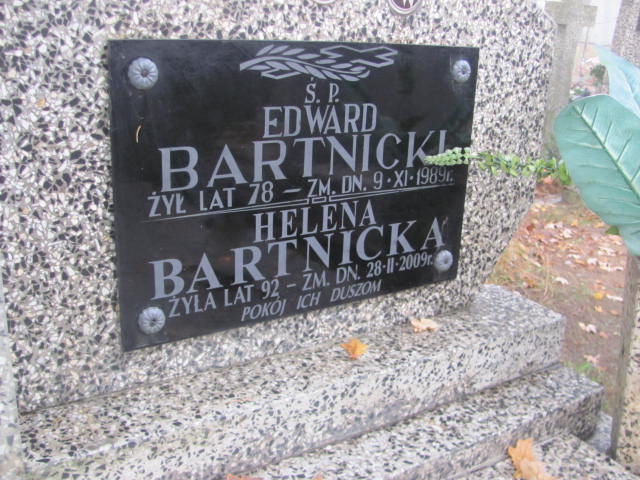 Ś. P.
EDWARD
BARTNICKI
ŻYŁ LAT 78 – ZM. DN. 9·XI·1989r.
HELENA
BARTNICKA
ŻYŁA LAT 92 – ZM. DN. 28·II·2009r.
POKÓJ ICH DUSZOM